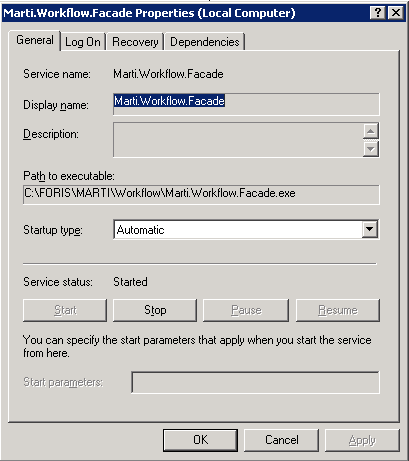 Marti.Workflow.Facade Properties (Local Computer)
General Log On Recovery Dependencies
Service name: Marti.Workflow.Facade
Display name: Marti.Workflow.Facade
Description:
Path to executable:
C:\FORIS\MARTI\Workflow\Marti.Workflow.Facade.exe
Startup type: Automatic
Service status: Started
Start Stop Pause Resume
You can specify the start parameters that apply when you start the service
from here.
Start parameters:
OK Cancel Apply